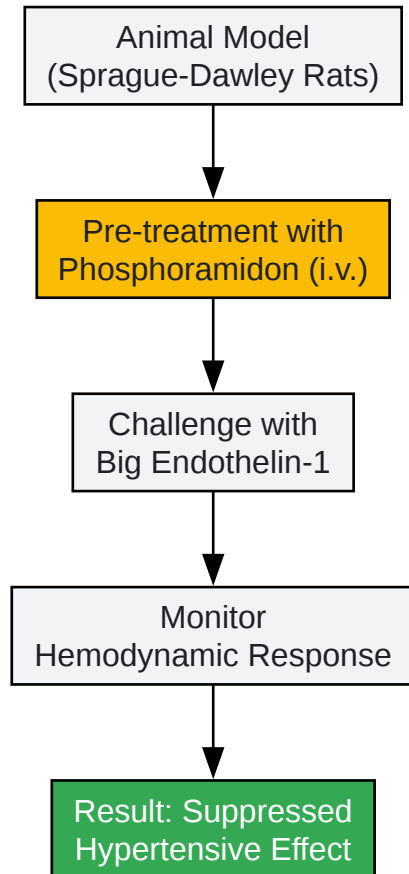 Animal Model
(Sprague-Dawley Rats)
Pre-treatment with
Phosphoramidon (i.v.)
Challenge with
Big Endothelin-1
Monitor
Hemodynamic Response
Result: Suppressed
Hypertensive Effect